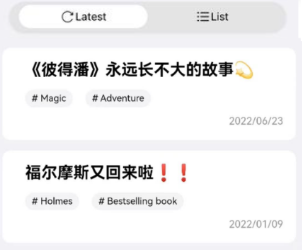 Latest
List
《彼得潘》永远长不大的故事💫
# Magic
# Adventure
2022/06/23
福尔摩斯又回来啦❗❗
# Holmes
# Bestselling book
2022/01/09